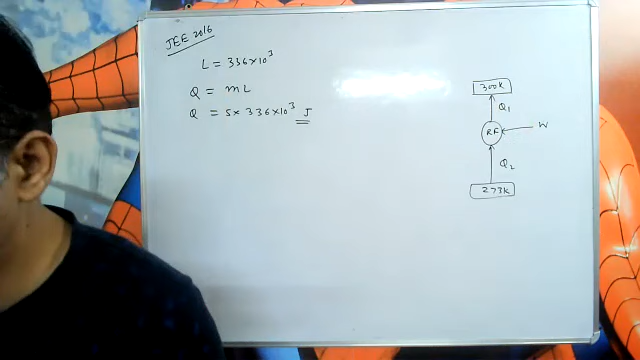 JEE 2016
L = 336×10³
Q = mL
Q = 5×336×10³ J
300K
Q₁
RF
W
Q₂
273K